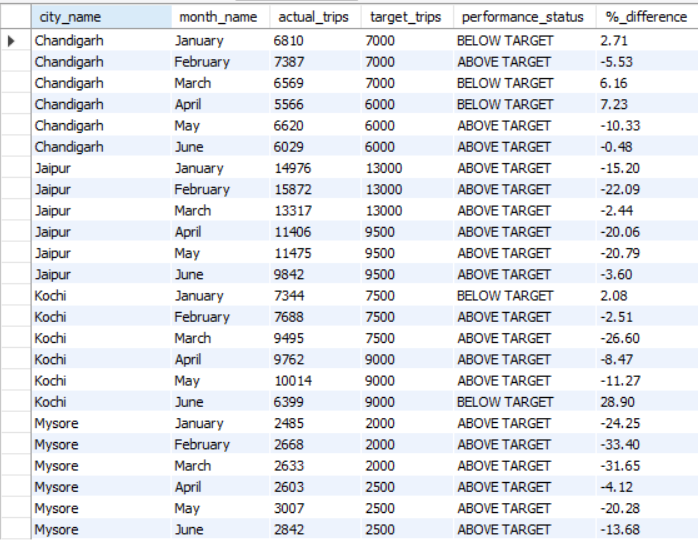 city_name month_name actual_trips target_trips performance_status %_difference
Chandigarh January 6810 7000 BELOW TARGET 2.71
Chandigarh February 7387 7000 ABOVE TARGET -5.53
Chandigarh March 6569 7000 BELOW TARGET 6.16
Chandigarh April 5566 6000 BELOW TARGET 7.23
Chandigarh May 6620 6000 ABOVE TARGET -10.33
Chandigarh June 6029 6000 ABOVE TARGET -0.48
Jaipur January 14976 13000 ABOVE TARGET -15.20
Jaipur February 15872 13000 ABOVE TARGET -22.09
Jaipur March 13317 13000 ABOVE TARGET -2.44
Jaipur April 11406 9500 ABOVE TARGET -20.06
Jaipur May 11475 9500 ABOVE TARGET -20.79
Jaipur June 9842 9500 ABOVE TARGET -3.60
Kochi January 7344 7500 BELOW TARGET 2.08
Kochi February 7688 7500 ABOVE TARGET -2.51
Kochi March 9495 7500 ABOVE TARGET -26.60
Kochi April 9762 9000 ABOVE TARGET -8.47
Kochi May 10014 9000 ABOVE TARGET -11.27
Kochi June 6399 9000 BELOW TARGET 28.90
Mysore January 2485 2000 ABOVE TARGET -24.25
Mysore February 2668 2000 ABOVE TARGET -33.40
Mysore March 2633 2000 ABOVE TARGET -31.65
Mysore April 2603 2500 ABOVE TARGET -4.12
Mysore May 3007 2500 ABOVE TARGET -20.28
Mysore June 2842 2500 ABOVE TARGET -13.68